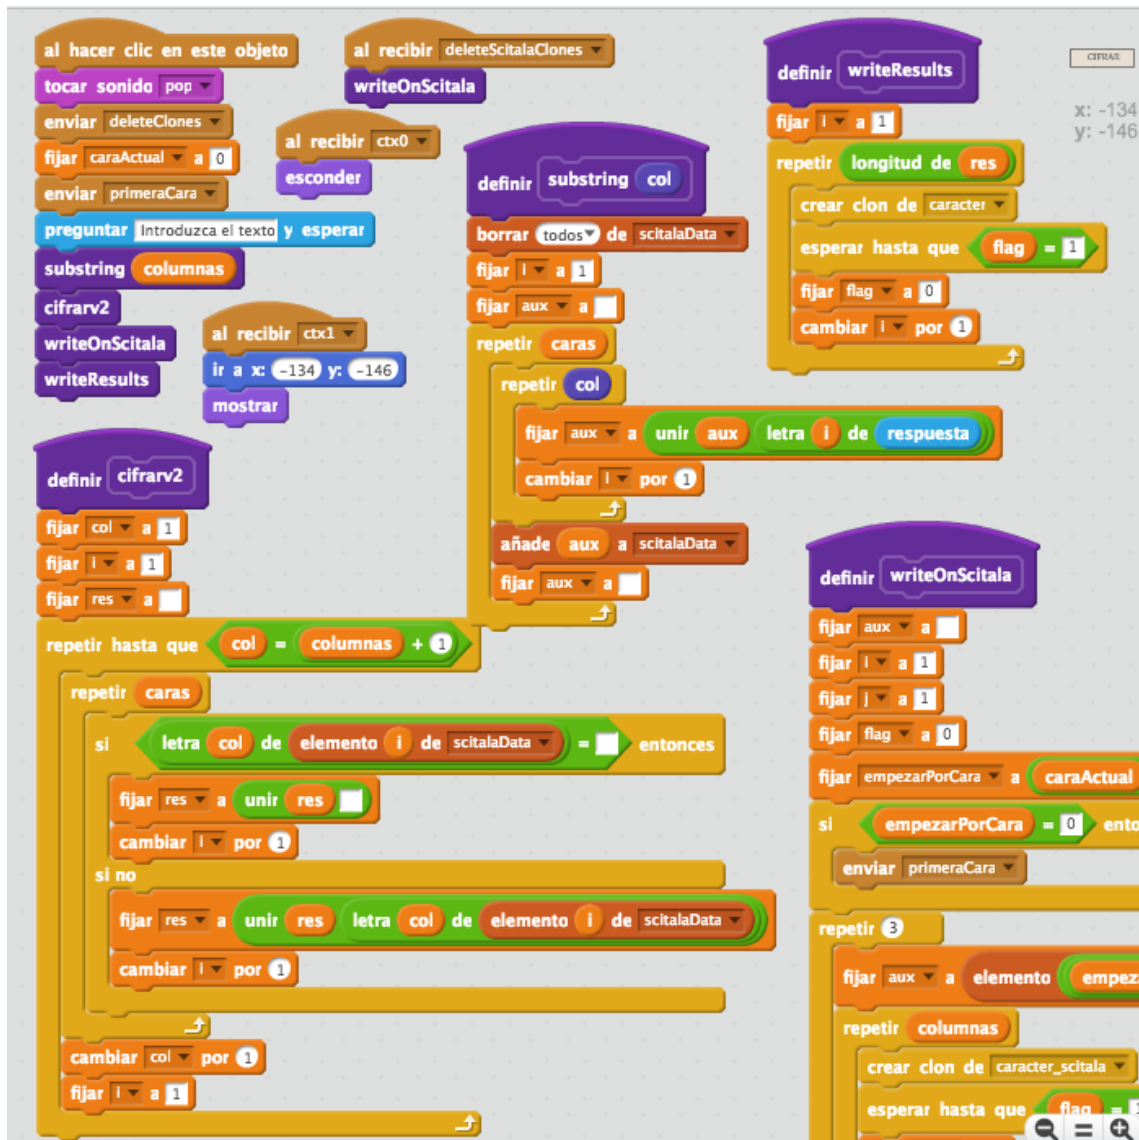 al hacer clic en este objeto
tocar sonido pop
enviar deleteClones
fijar caraActual a 0
enviar primeraCara
preguntar Introduzca el texto y esperar
substring columnas
cifrarv2
writeOnScitala
writeResults
al recibir deleteScitalaClones
writeOnScitala
al recibir ctx0
esconder
al recibir ctx1
ir a x: -134 y: -146
mostrar
definir substring col
borrar todos de scitalaData
fijar i a 1
fijar aux a
repetir caras
repetir col
fijar aux a unir aux letra i de respuesta
cambiar i por 1
añade aux a scitalaData
fijar aux a
definir writeResults
fijar i a 1
repetir longitud de res
crear clon de caracter
esperar hasta que flag = 1
fijar flag a 0
cambiar i por 1
CIFRAR
x: -134
y: -146
definir cifrarv2
fijar col a 1
fijar i a 1
fijar res a
repetir hasta que col = columnas + 1
repetir caras
si letra col de elemento i de scitalaData = entonces
fijar res a unir res
cambiar i por 1
si no
fijar res a unir res letra col de elemento i de scitalaData
cambiar i por 1
cambiar col por 1
fijar i a 1
definir writeOnScitala
fijar aux a
fijar i a 1
fijar j a 1
fijar flag a 0
fijar empezarPorCara a caraActual
si empezarPorCara = 0 ento
enviar primeraCara
repetir 3
fijar aux a elemento empez
repetir columnas
crear clon de caracter_scitala
esperar hasta que flag =